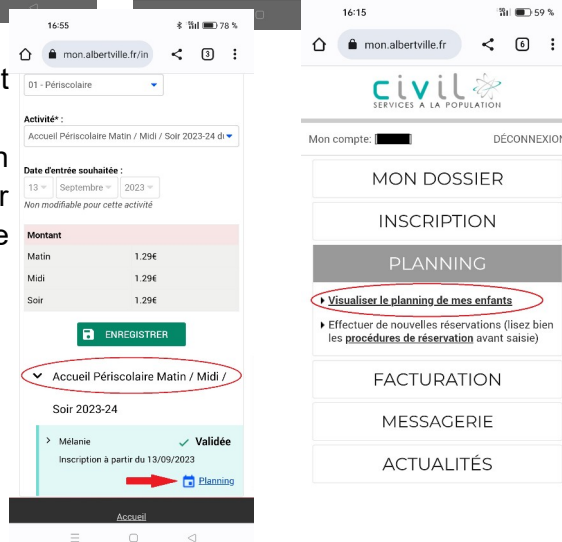 t
n
r
e
16:55
78 %
mon.albertville.fr/in
3
01 - Périscolaire
Activité* :
Accueil Périscolaire Matin / Midi / Soir 2023-24 du
Date d'entrée souhaitée :
13
Septembre
2023
Non modifiable pour cette activité
Montant
Matin 1.29€
Midi 1.29€
Soir 1.29€
ENREGISTRER
Accueil Périscolaire Matin / Midi /
Soir 2023-24
Mélanie
Validée
Inscription à partir du 13/09/2023
Planning
Accueil
16:15
59 %
mon.albertville.fr
6
civil
SERVICES A LA POPULATION
Mon compte: [
DÉCONNEXION
MON DOSSIER
INSCRIPTION
PLANNING
Visualiser le planning de mes enfants
Effectuer de nouvelles réservations (lisez bien
les procédures de réservation avant saisie)
FACTURATION
MESSAGERIE
ACTUALITÉS